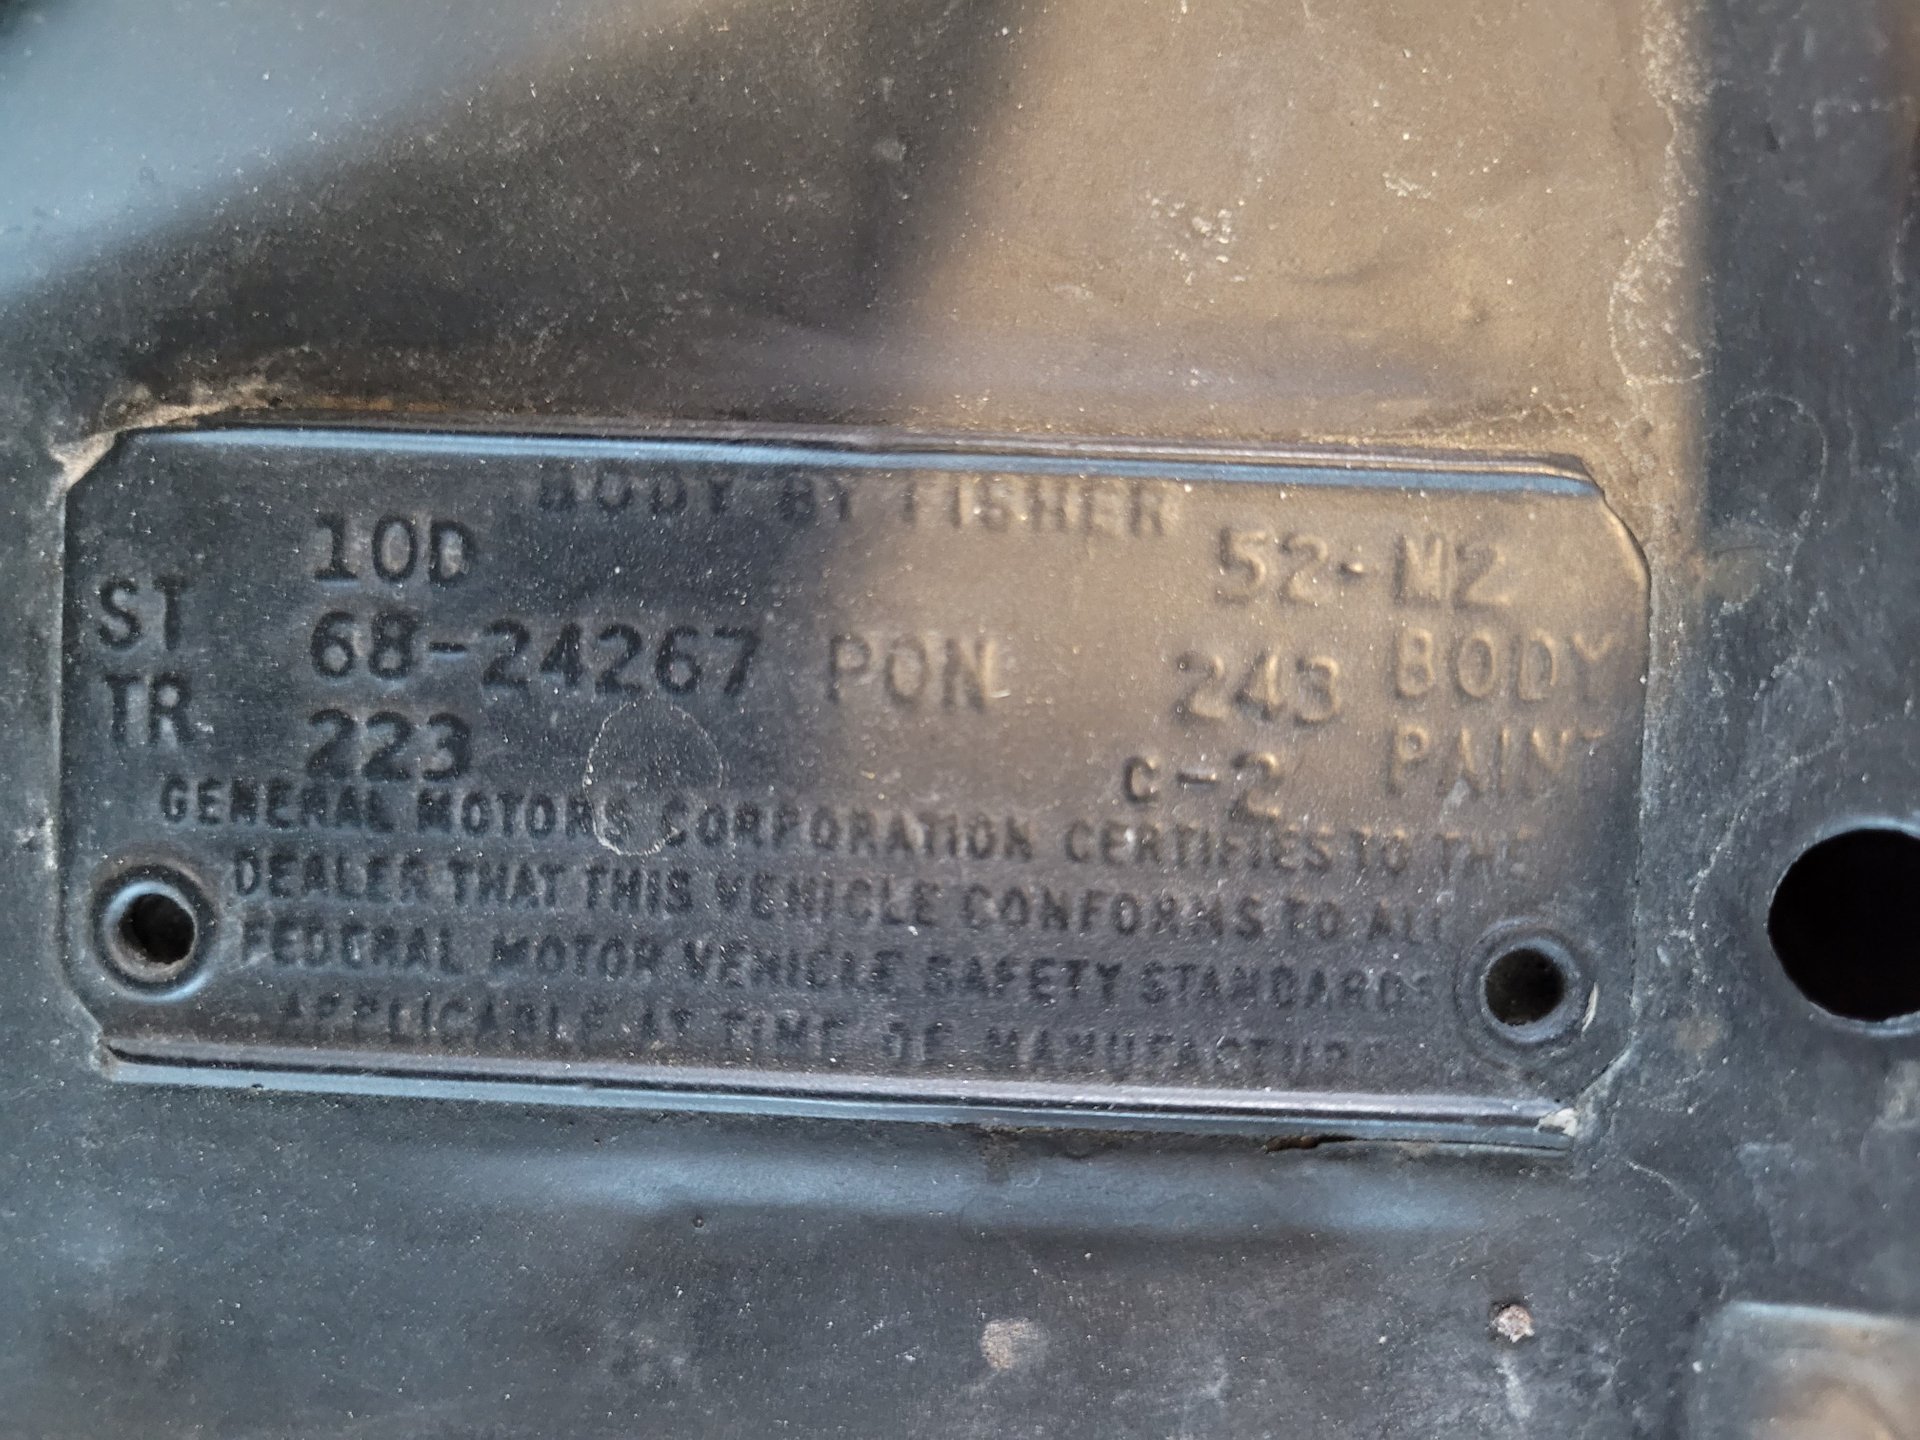 BODY BY FISHER
10D 52-M2
ST 68-24267 PON 243 BODY
TR 223 C-2 PAINT
GENERAL MOTORS CORPORATION CERTIFIES TO THE
DEALER THAT THIS VEHICLE CONFORMS TO ALL
FEDERAL MOTOR VEHICLE SAFETY STANDARDS
APPLICABLE AT TIME OF MANUFACTURE